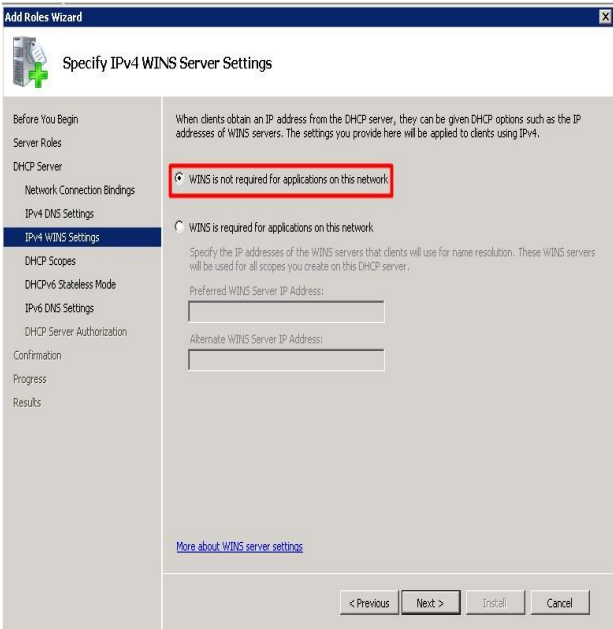 Add Roles Wizard
Specify IPv4 WINS Server Settings
Before You Begin
Server Roles
DHCP Server
Network Connection Bindings
IPv4 DNS Settings
IPv4 WINS Settings
DHCP Scopes
DHCPv6 Stateless Mode
IPv6 DNS Settings
DHCP Server Authorization
Confirmation
Progress
Results
When clients obtain an IP address from the DHCP server, they can be given DHCP options such as the IP
addresses of WINS servers. The settings you provide here will be applied to clients using IPv4.
WINS is not required for applications on this network
WINS is required for applications on this network
Specify the IP addresses of the WINS servers that clients will use for name resolution. These WINS servers
will be used for all scopes you create on this DHCP server.
Preferred WINS Server IP Address:
Alternate WINS Server IP Address:
More about WINS server settings
< Previous
Next >
Install
Cancel